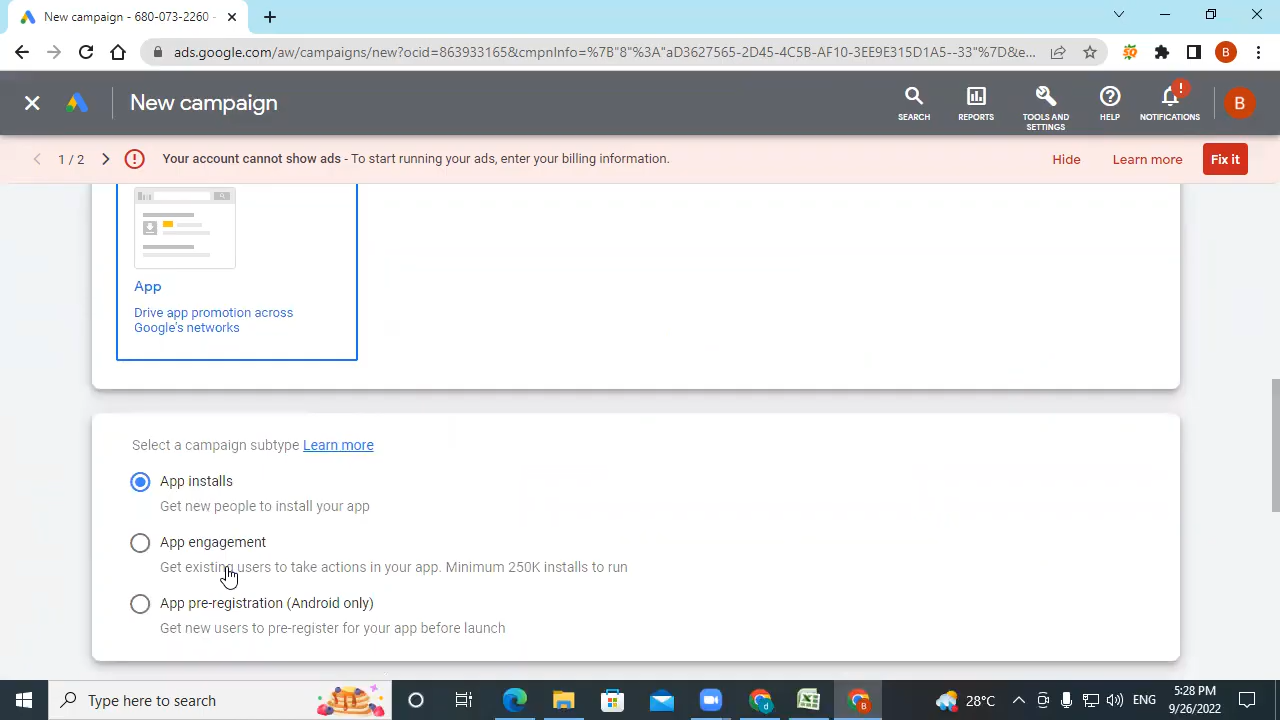 New campaign - 680-073-2260 -
ads.google.com/aw/campaigns/new?ocid=863933165&cmpnInfo=%7B"8"%3A"aD3627565-2D45-4C5B-AF10-3EE9E315D1A5--33"%7D&e...
B
New campaign
SEARCH
REPORTS
TOOLS AND
SETTINGS
HELP
NOTIFICATIONS
B
1 / 2
Your account cannot show ads - To start running your ads, enter your billing information.
Hide
Learn more
Fix it
App
Drive app promotion across
Google's networks
Select a campaign subtype Learn more
App installs
Get new people to install your app
App engagement
Get existing users to take actions in your app. Minimum 250K installs to run
App pre-registration (Android only)
Get new users to pre-register for your app before launch
Type here to search
28°C
ENG
5:28 PM
9/26/2022